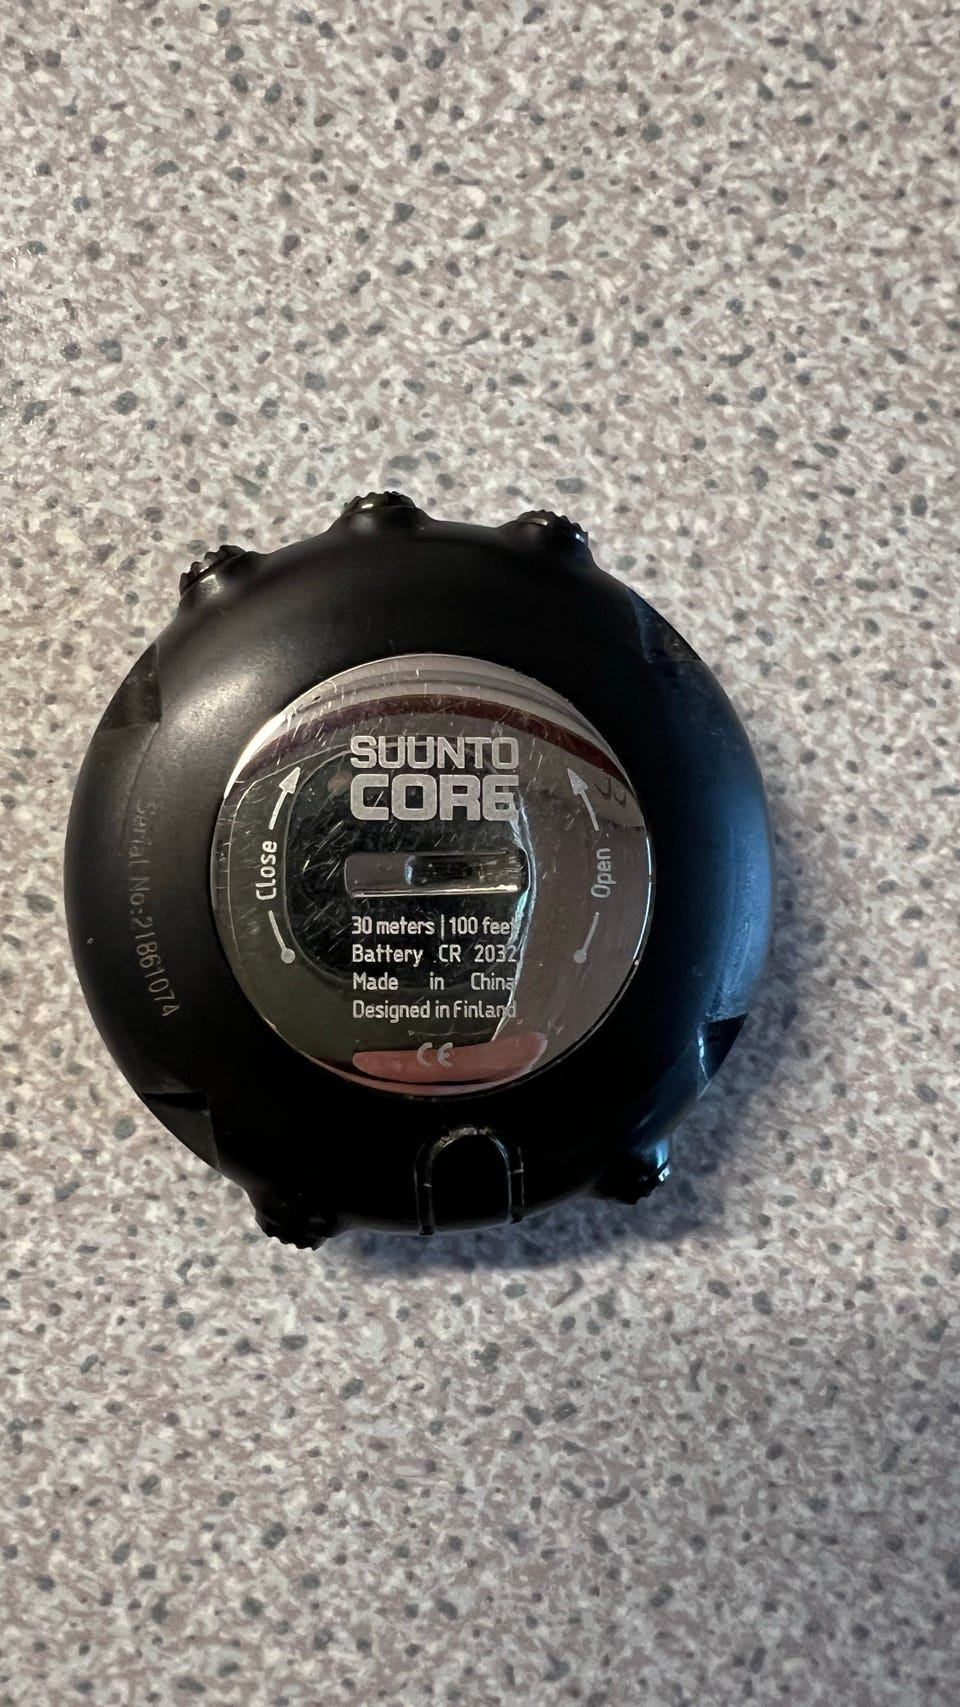 SUUNTO
CORE
Close
Open
30 meters | 100 feet
Battery CR 2032
Made in China
Designed in Finland
CE
Serial No:21861074